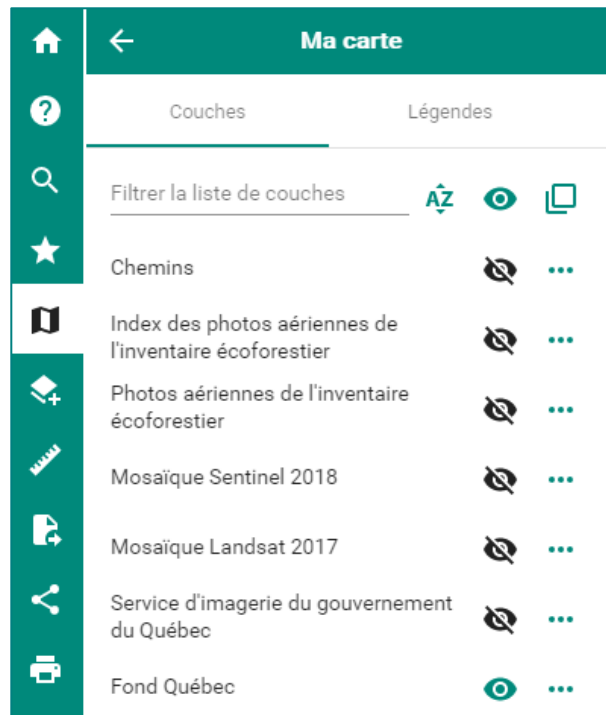 Ma carte
Couches
Légendes
Filtrer la liste de couches
AZ
Chemins
Index des photos aériennes de
l'inventaire écoforestier
Photos aériennes de l'inventaire
écoforestier
Mosaïque Sentinel 2018
Mosaïque Landsat 2017
Service d'imagerie du gouvernement
du Québec
Fond Québec